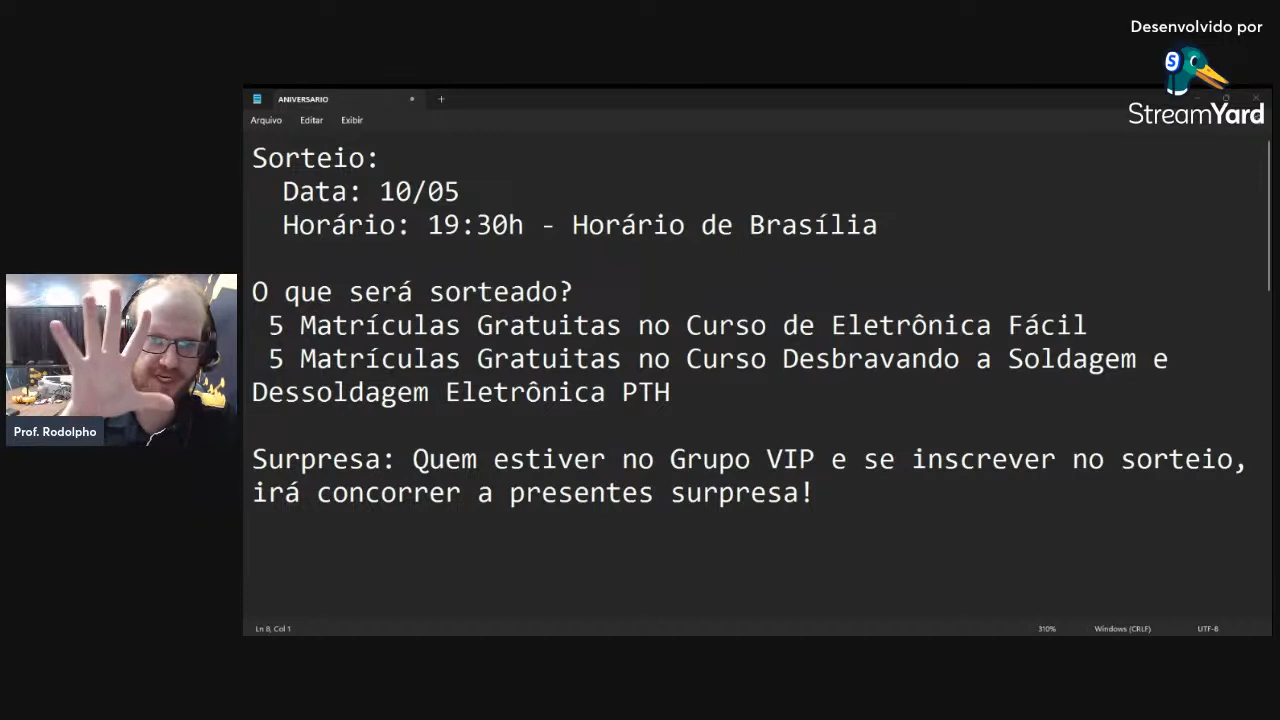 Desenvolvido por
StreamYard
ANIVERSARIO
Arquivo Editar Exibir
Sorteio:
Data: 10/05
Horário: 19:30h - Horário de Brasília
O que será sorteado?
5 Matrículas Gratuitas no Curso de Eletrônica Fácil
5 Matrículas Gratuitas no Curso Desbravando a Soldagem e
Dessoldagem Eletrônica PTH
Surpresa: Quem estiver no Grupo VIP e se inscrever no sorteio,
irá concorrer a presentes surpresa!
Prof. Rodolpho
Ln 8, Col 1 310% Windows (CRLF) UTF-8